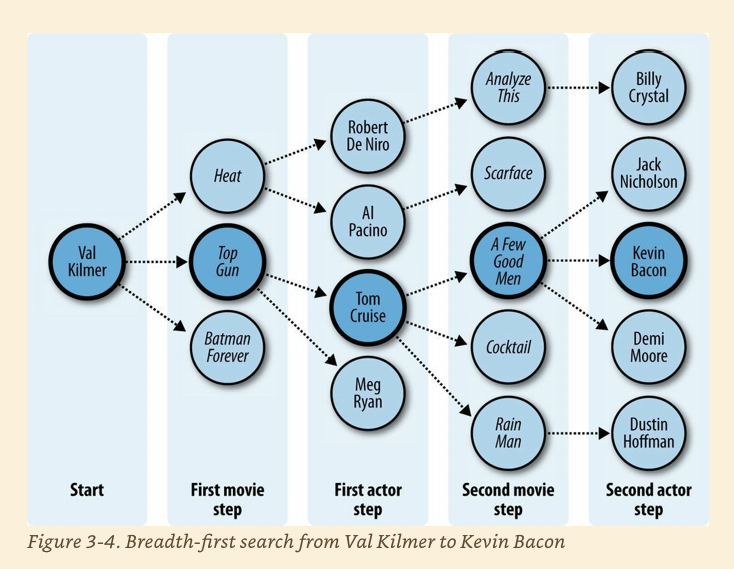 Val
Kilmer
Heat
Top
Gun
Batman
Forever
Robert
De Niro
Al
Pacino
Tom
Cruise
Meg
Ryan
Analyze
This
Scarface
A Few
Good
Men
Cocktail
Rain
Man
Billy
Crystal
Jack
Nicholson
Kevin
Bacon
Demi
Moore
Dustin
Hoffman
Start
First movie
step
First actor
step
Second movie
step
Second actor
step
Figure 3-4. Breadth-first search from Val Kilmer to Kevin Bacon